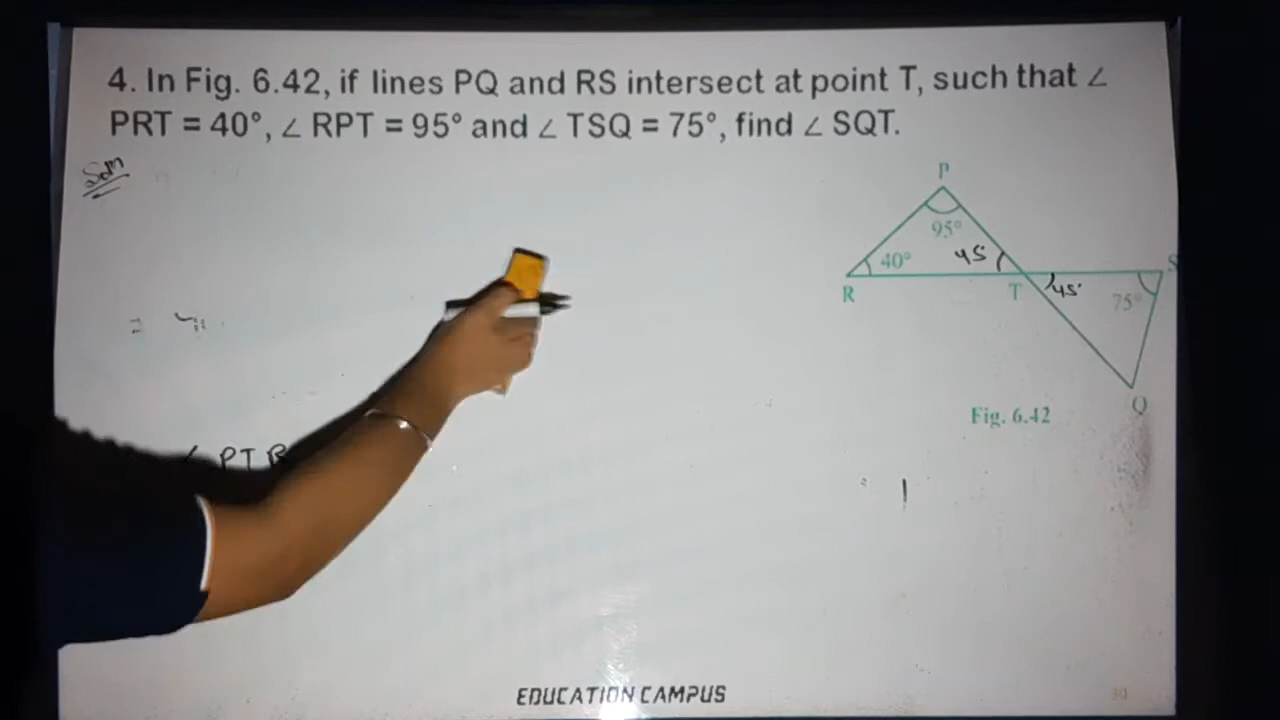 4. In Fig. 6.42, if lines PQ and RS intersect at point T, such that ∠
PRT = 40°, ∠ RPT = 95° and ∠ TSQ = 75°, find ∠ SQT.
Soln
P
95°
40°
45
S
R
T
45°
75°
Q
Fig. 6.42
∠ PTR
EDUCATION CAMPUS
30